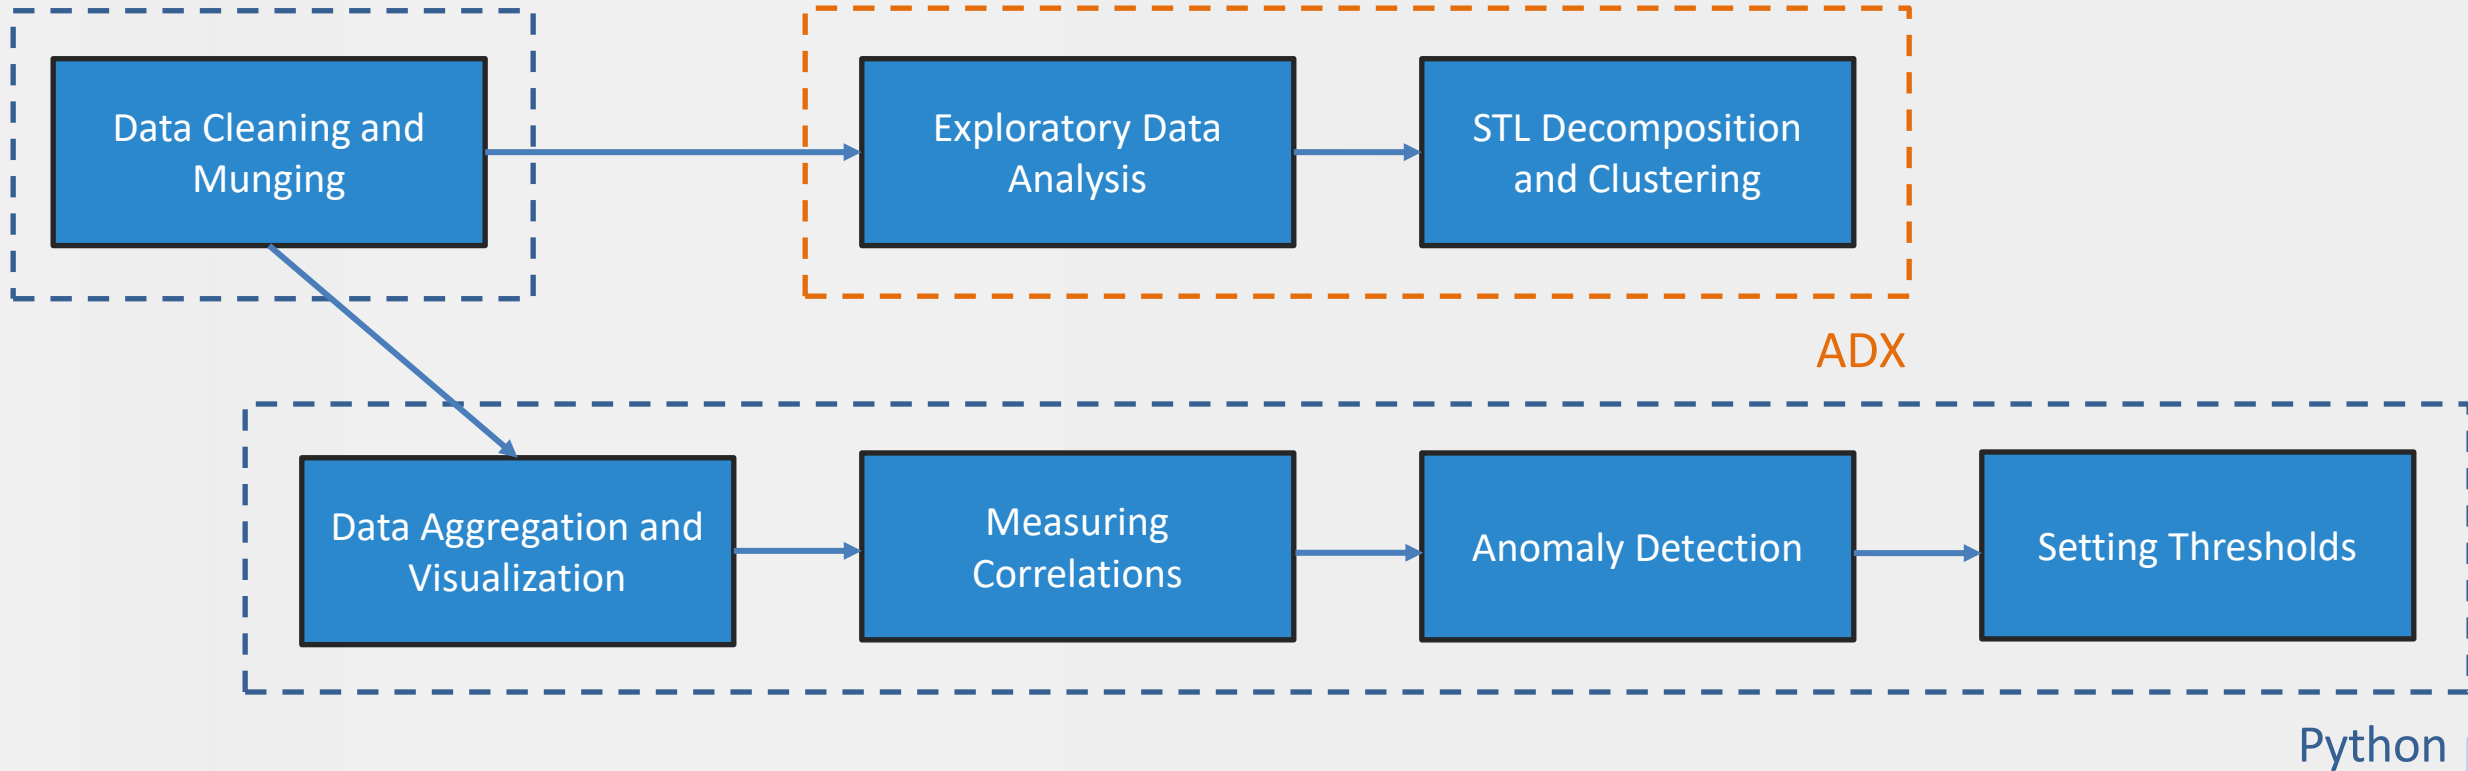 Data Cleaning and
Munging
Exploratory Data
Analysis
STL Decomposition
and Clustering
ADX
Data Aggregation and
Visualization
Measuring
Correlations
Anomaly Detection
Setting Thresholds
Python